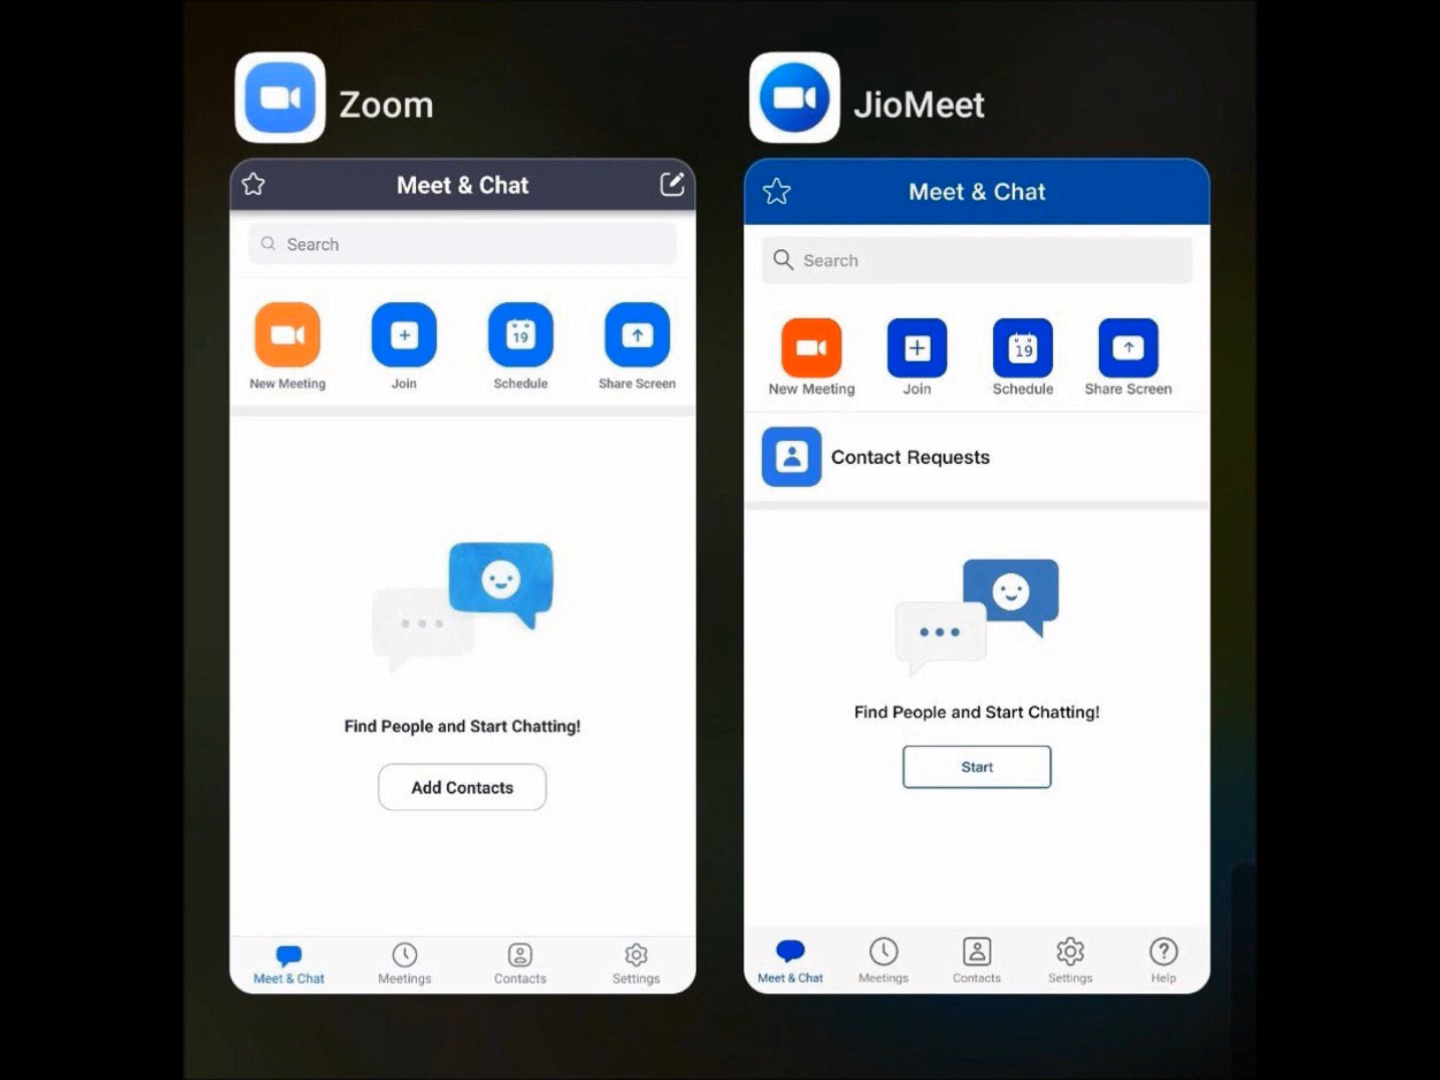 Zoom
Meet & Chat
Search
19
New Meeting
Join
Schedule
Share Screen
Find People and Start Chatting!
Add Contacts
Meet & Chat
Meetings
Contacts
Settings
JioMeet
Meet & Chat
Search
19
New Meeting
Join
Schedule
Share Screen
Contact Requests
Find People and Start Chatting!
Start
Meet & Chat
Meetings
Contacts
Settings
Help